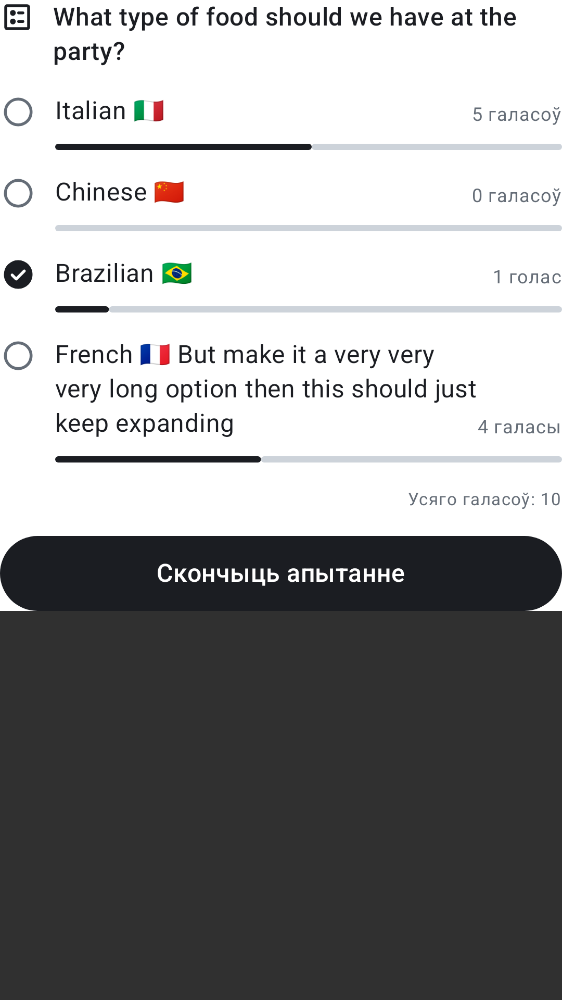 What type of food should we have at the
party?
Italian 🇮🇹
5 галасоў
Chinese 🇨🇳
0 галасоў
Brazilian 🇧🇷
1 голас
French 🇫🇷 But make it a very very
very long option then this should just
keep expanding
4 галасы
Усяго галасоў: 10
Скончыць апытанне